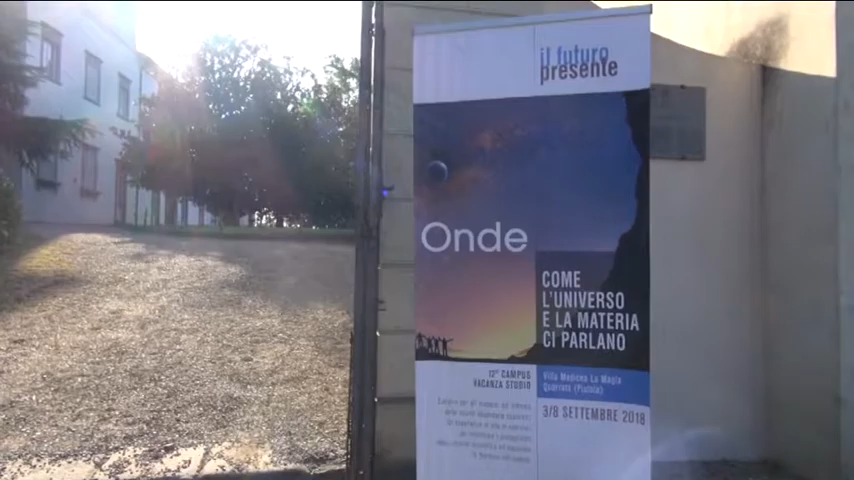 il futuro
presente
Onde
COME
L'UNIVERSO
E LA MATERIA
CI PARLANO
12° CAMPUS
VACANZA STUDIO
Villa Medicea La Magia
Quarrata (Pistoia)
3/8 SETTEMBRE 2018